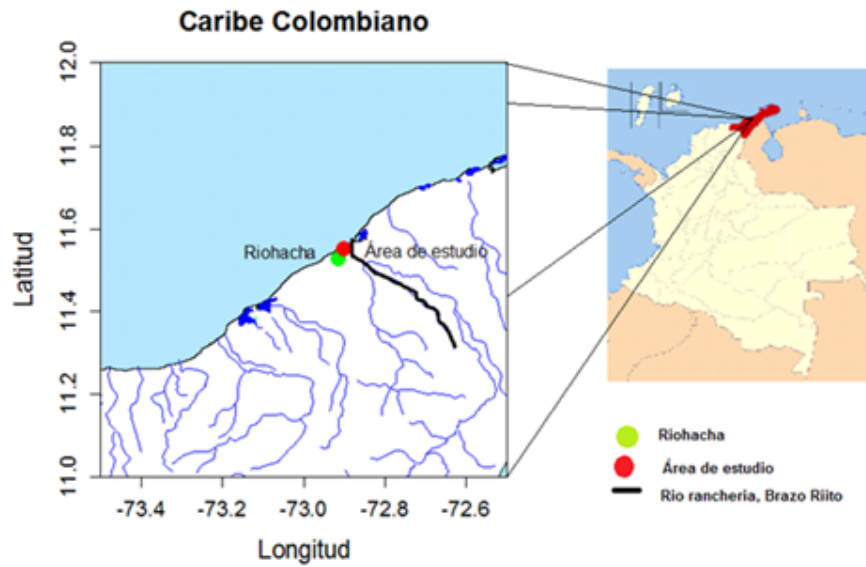 Caribe Colombiano
Latitud
12.0
11.8
11.6
11.4
11.2
11.0
Riohacha
Área de estudio
-73.4
-73.2
-73.0
-72.8
-72.6
Longitud
Riohacha
Área de estudio
Rio rancheria, Brazo Riito